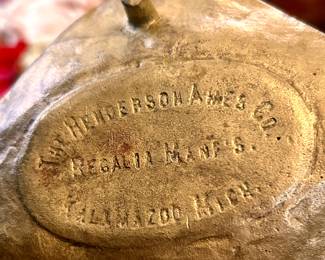 THE HENDERSON AMES CO.
REGALIA MANF'S.
KALAMAZOO, MICH.